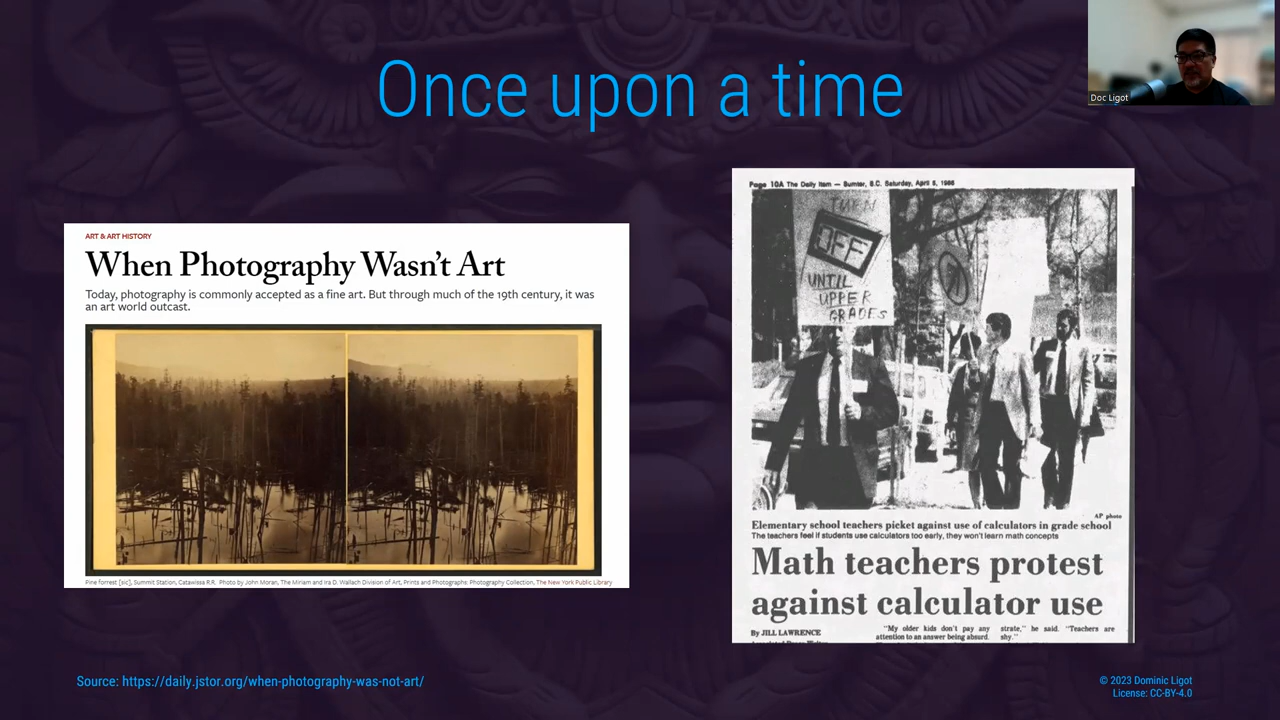 Once upon a time
Doc Ligot
ART & ART HISTORY
When Photography Wasn't Art
Today, photography is commonly accepted as a fine art. But through much of the 19th century, it was
an art world outcast.
Pine forrest [sic], Summit Station, Catawissa R.R. Photo by John Moran, The Miriam and Ira D. Wallach Division of Art, Prints and Photographs: Photography Collection, The New York Public Library
Page 10A The Daily Item — Sumter, S.C. Saturday, April 5, 1986
TURN
OFF
UNTIL
UPPER
GRADES
AP photo
Elementary school teachers picket against use of calculators in grade school
The teachers feel if students use calculators too early, they won't learn math concepts
Math teachers protest
against calculator use
By JILL LAWRENCE
Associated Press Writer
"My older kids don't pay any
attention to an answer being absurd.
strate," he said. "Teachers are
shy."
Source: https://daily.jstor.org/when-photography-was-not-art/
© 2023 Dominic Ligot
License: CC-BY-4.0